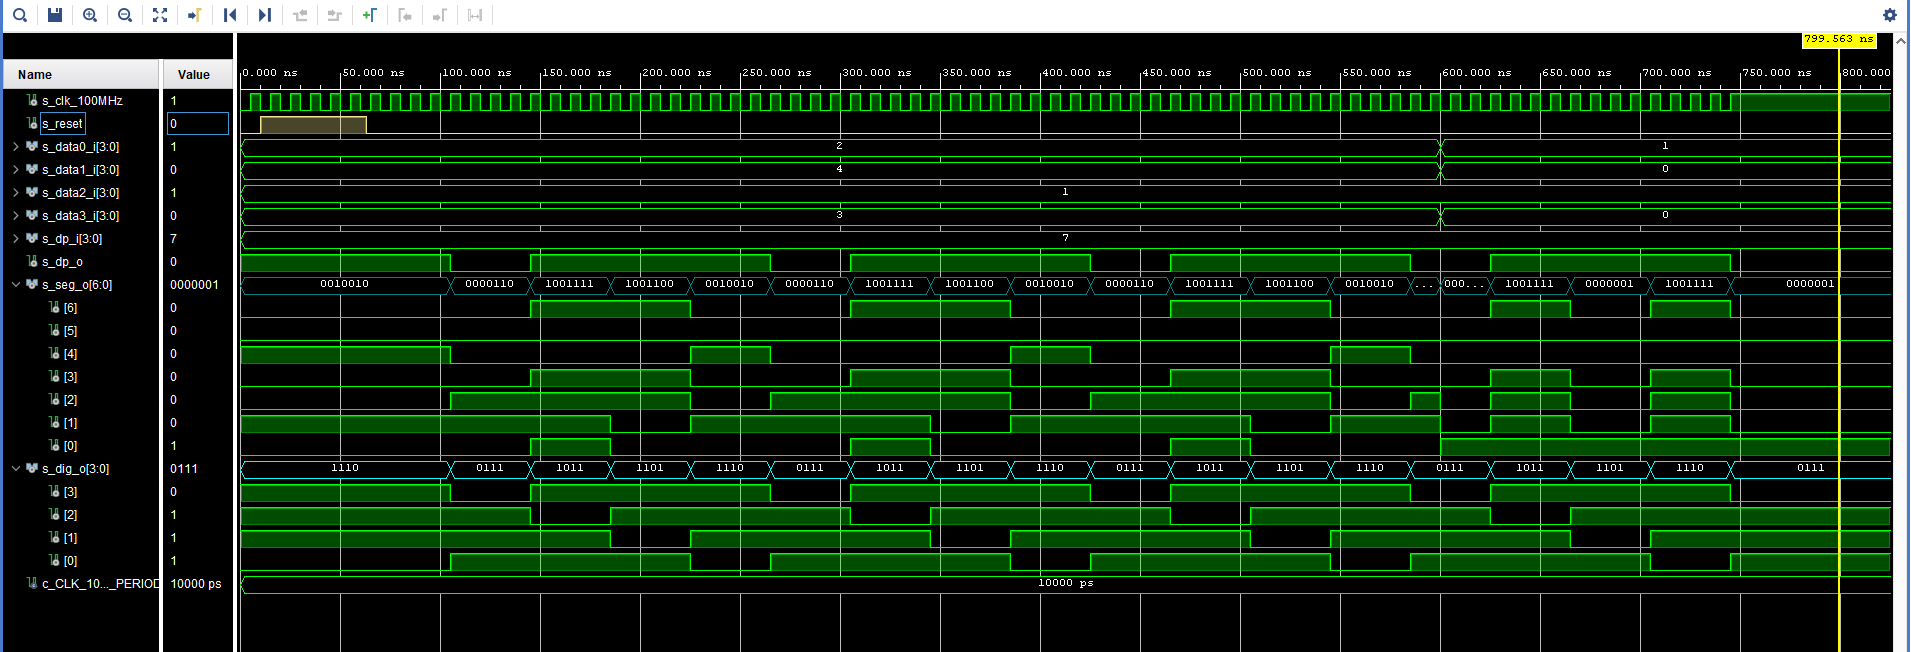 799.563 ns
Name Value
0.000 ns 50.000 ns 100.000 ns 150.000 ns 200.000 ns 250.000 ns 300.000 ns 350.000 ns 400.000 ns 450.000 ns 500.000 ns 550.000 ns 600.000 ns 650.000 ns 700.000 ns 750.000 ns 800.000
s_clk_100MHz 1
s_reset 0
s_data0_i[3:0] 1 2 1
s_data1_i[3:0] 0 4 0
s_data2_i[3:0] 1 1
s_data3_i[3:0] 0 3 0
s_dp_i[3:0] 7 7
s_dp_o 0
s_seg_o[6:0] 0000001 0010010 0000110 1001111 1001100 0010010 0000110 1001111 1001100 0010010 0000110 1001111 1001100 0010010 ... 000... 1001111 0000001 1001111 0000001
[6] 0
[5] 0
[4] 0
[3] 0
[2] 0
[1] 0
[0] 1
s_dig_o[3:0] 0111 1110 0111 1011 1101 1110 0111 1011 1101 1110 0111 1011 1101 1110 0111 1011 1101 1110 0111
[3] 0
[2] 1
[1] 1
[0] 1
c_CLK_10..._PERIOD 10000 ps 10000 ps